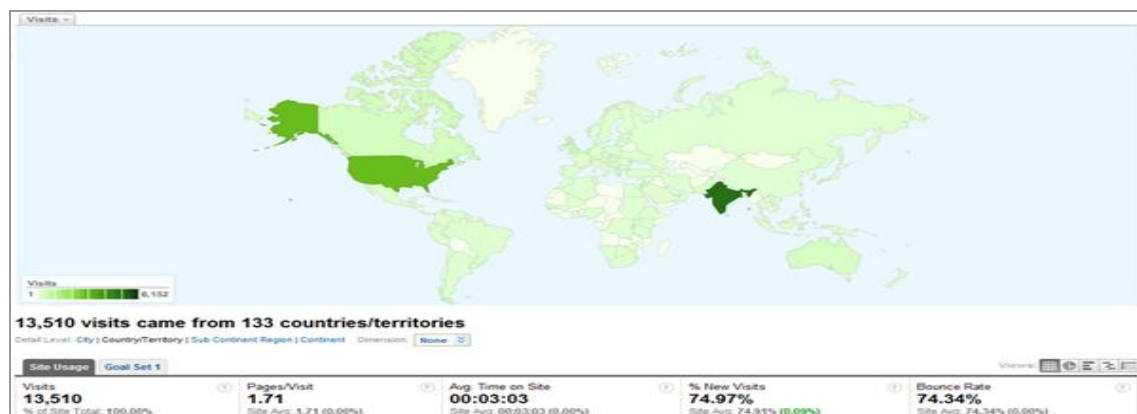 Visits
Visits
1 6,152
13,510 visits came from 133 countries/territories
Detail Level: City | Country/Territory | Sub Continent Region | Continent Dimension: None
Site Usage Goal Set 1 Views:
Visits
13,510
% of Site Total: 100.00%
Pages/Visit
1.71
Site Avg: 1.71 (0.00%)
Avg. Time on Site
00:03:03
Site Avg: 00:03:03 (0.00%)
% New Visits
74.97%
Site Avg: 74.91% (0.09%)
Bounce Rate
74.34%
Site Avg: 74.34% (0.00%)